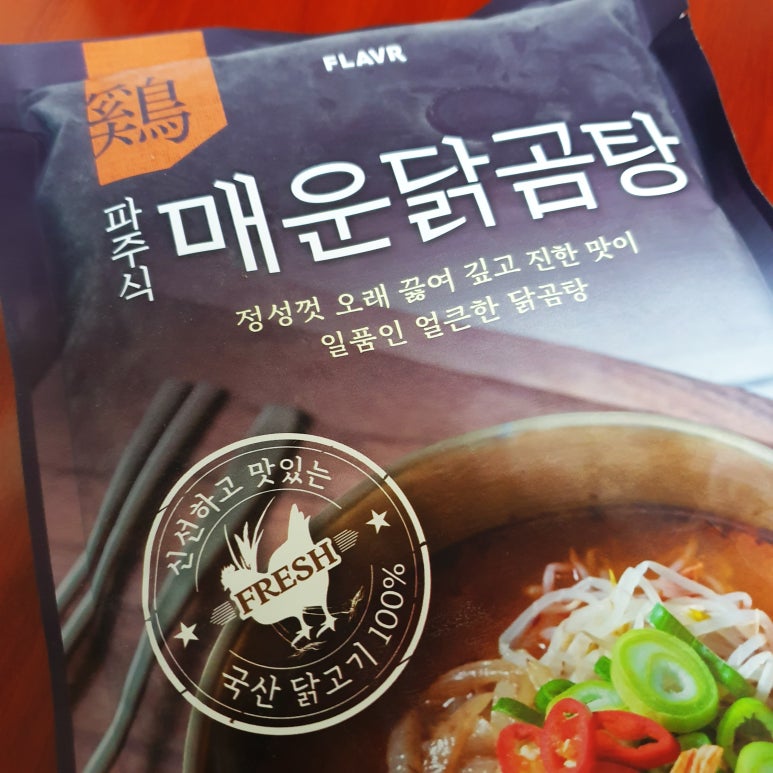 FLAVR
鷄
파주식
매운닭곰탕
정성껏 오래 끓여 깊고 진한 맛이
일품인 얼큰한 닭곰탕
신선하고 맛있는
FRESH
국산 닭고기 100%